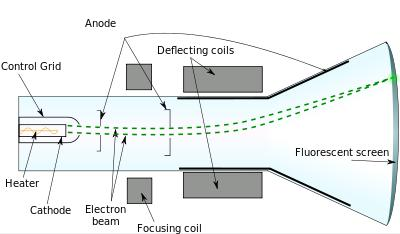 Anode
Deflecting coils
Control Grid
Fluorescent screen
Heater
Cathode
Electron
beam
Focusing coil